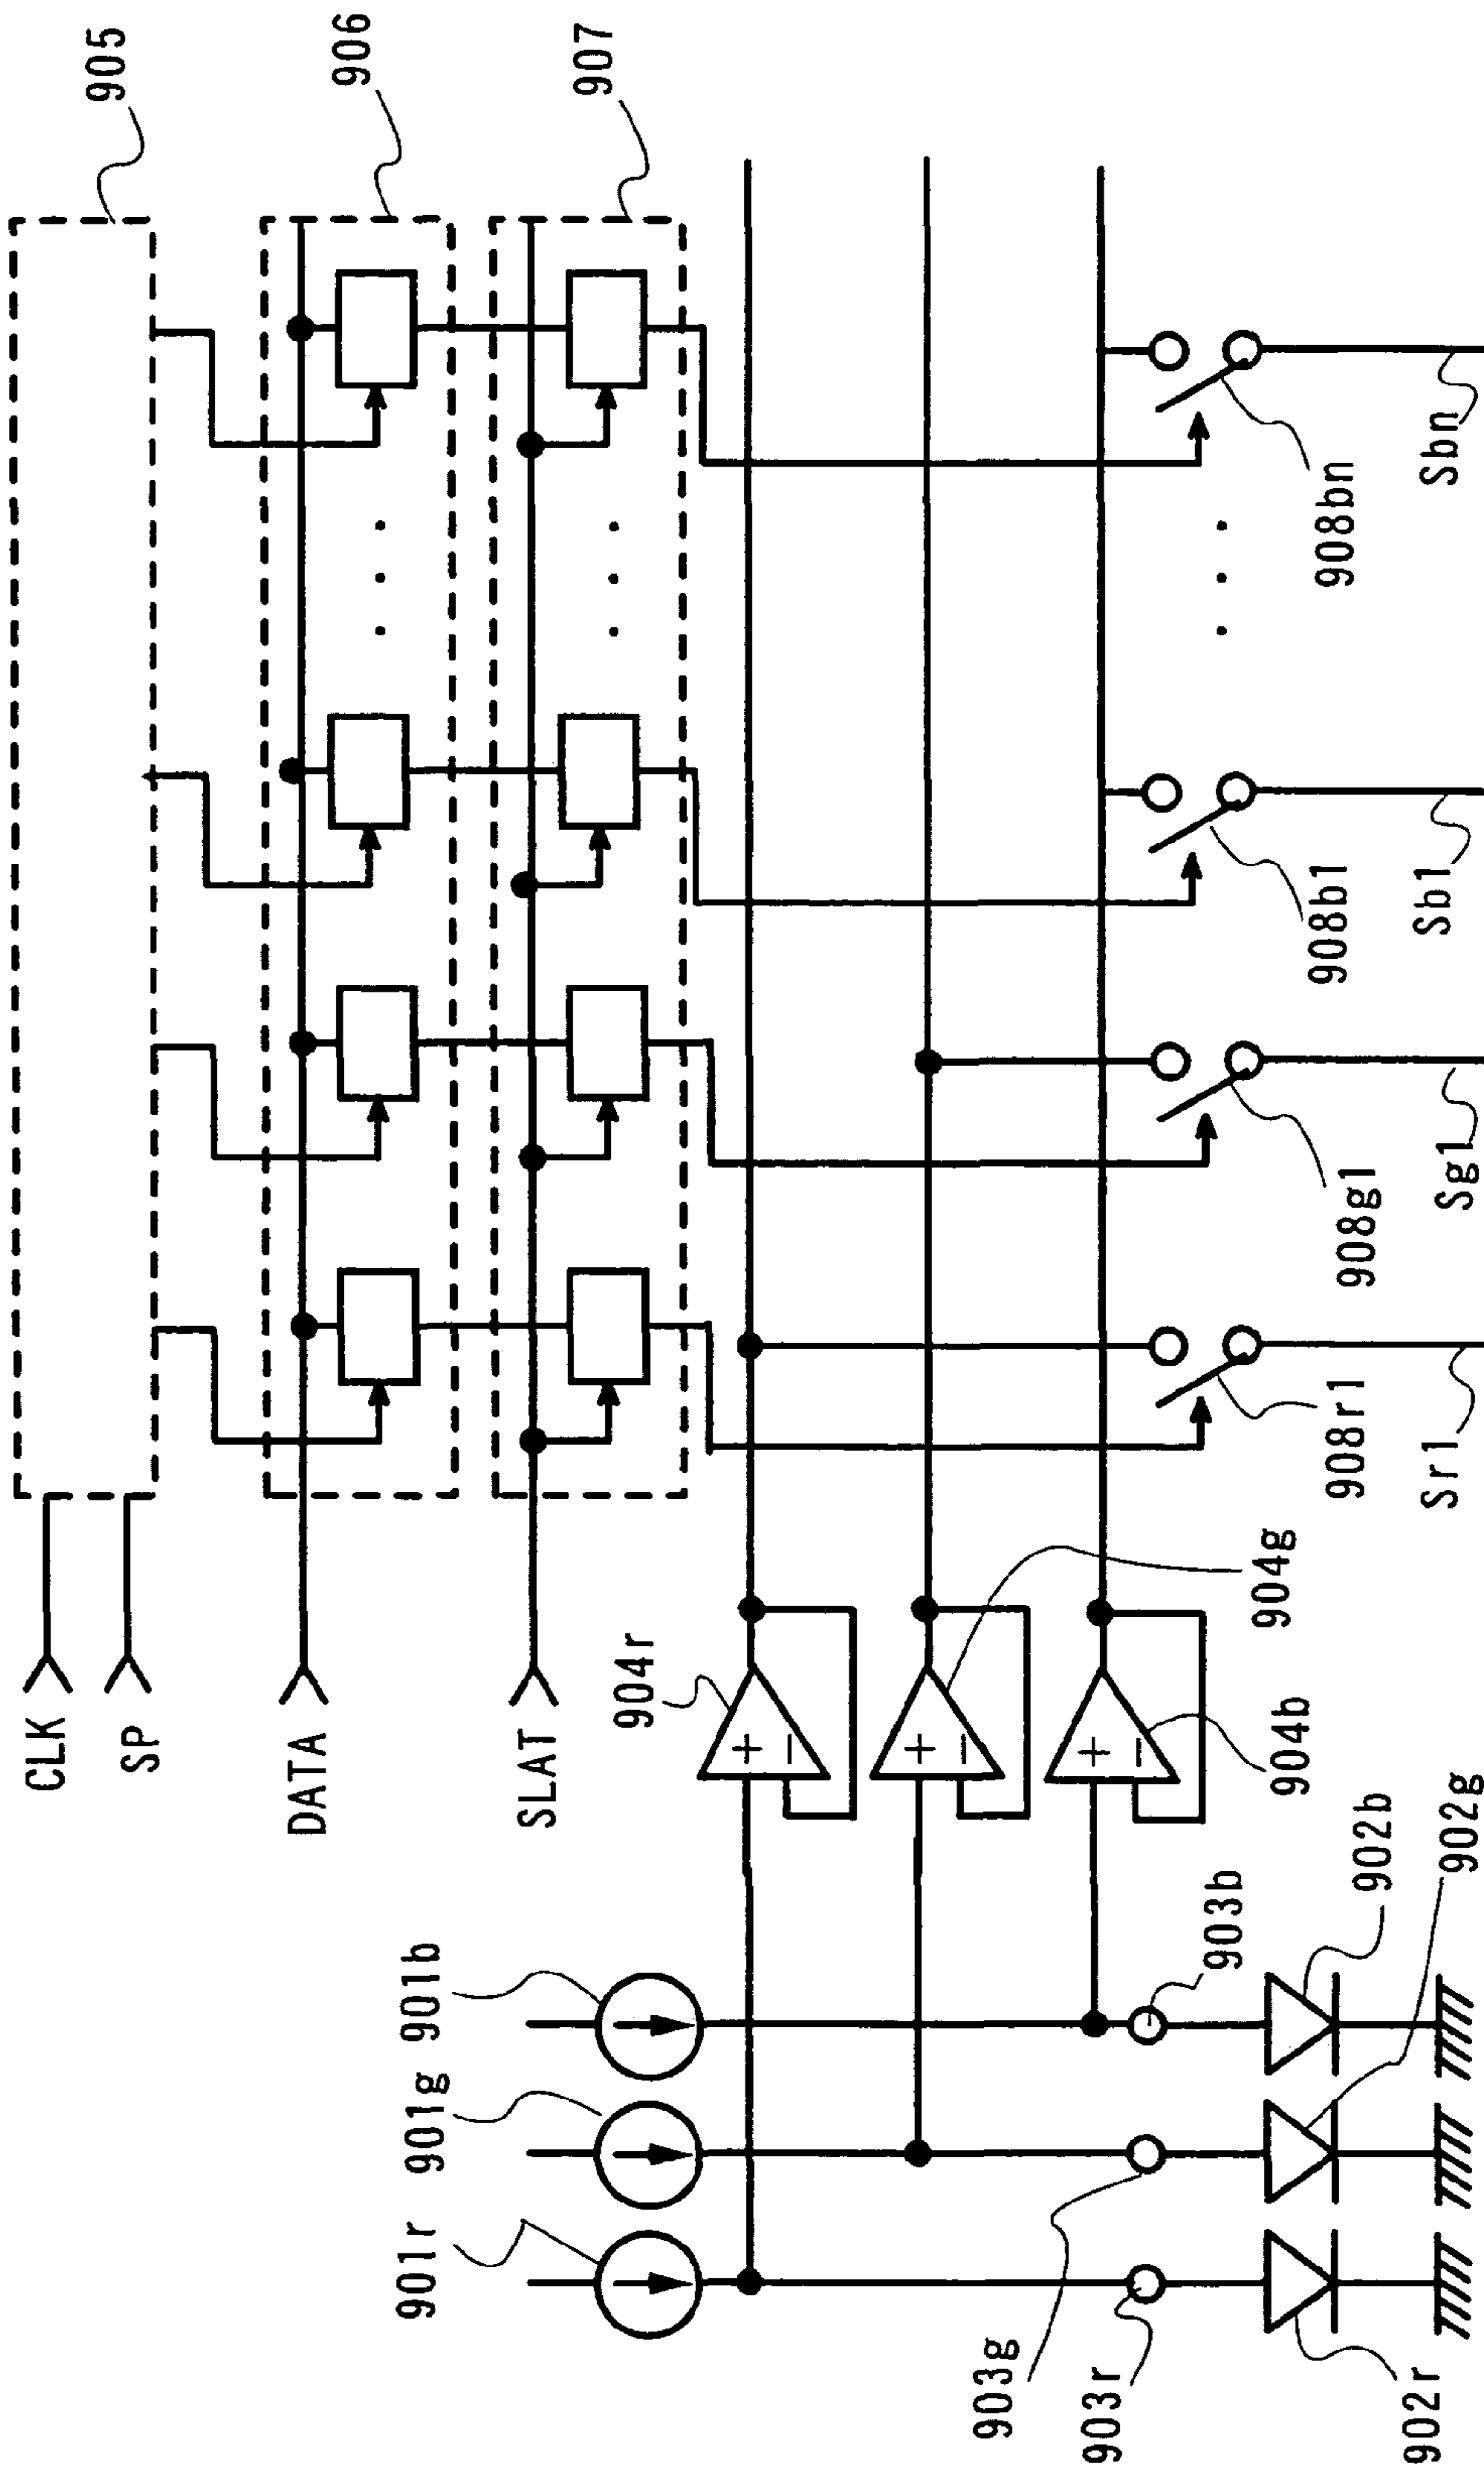 CLK
SP
905
DATA
906
SLAT
907
904r
901r
901g
901b
904g
903g
903b
904b
903r
908r1
908g1
908b1
908bn
902r
902b
902g
Sr1
Sg1
Sb1
Sbn
+
−
+
−
+
−